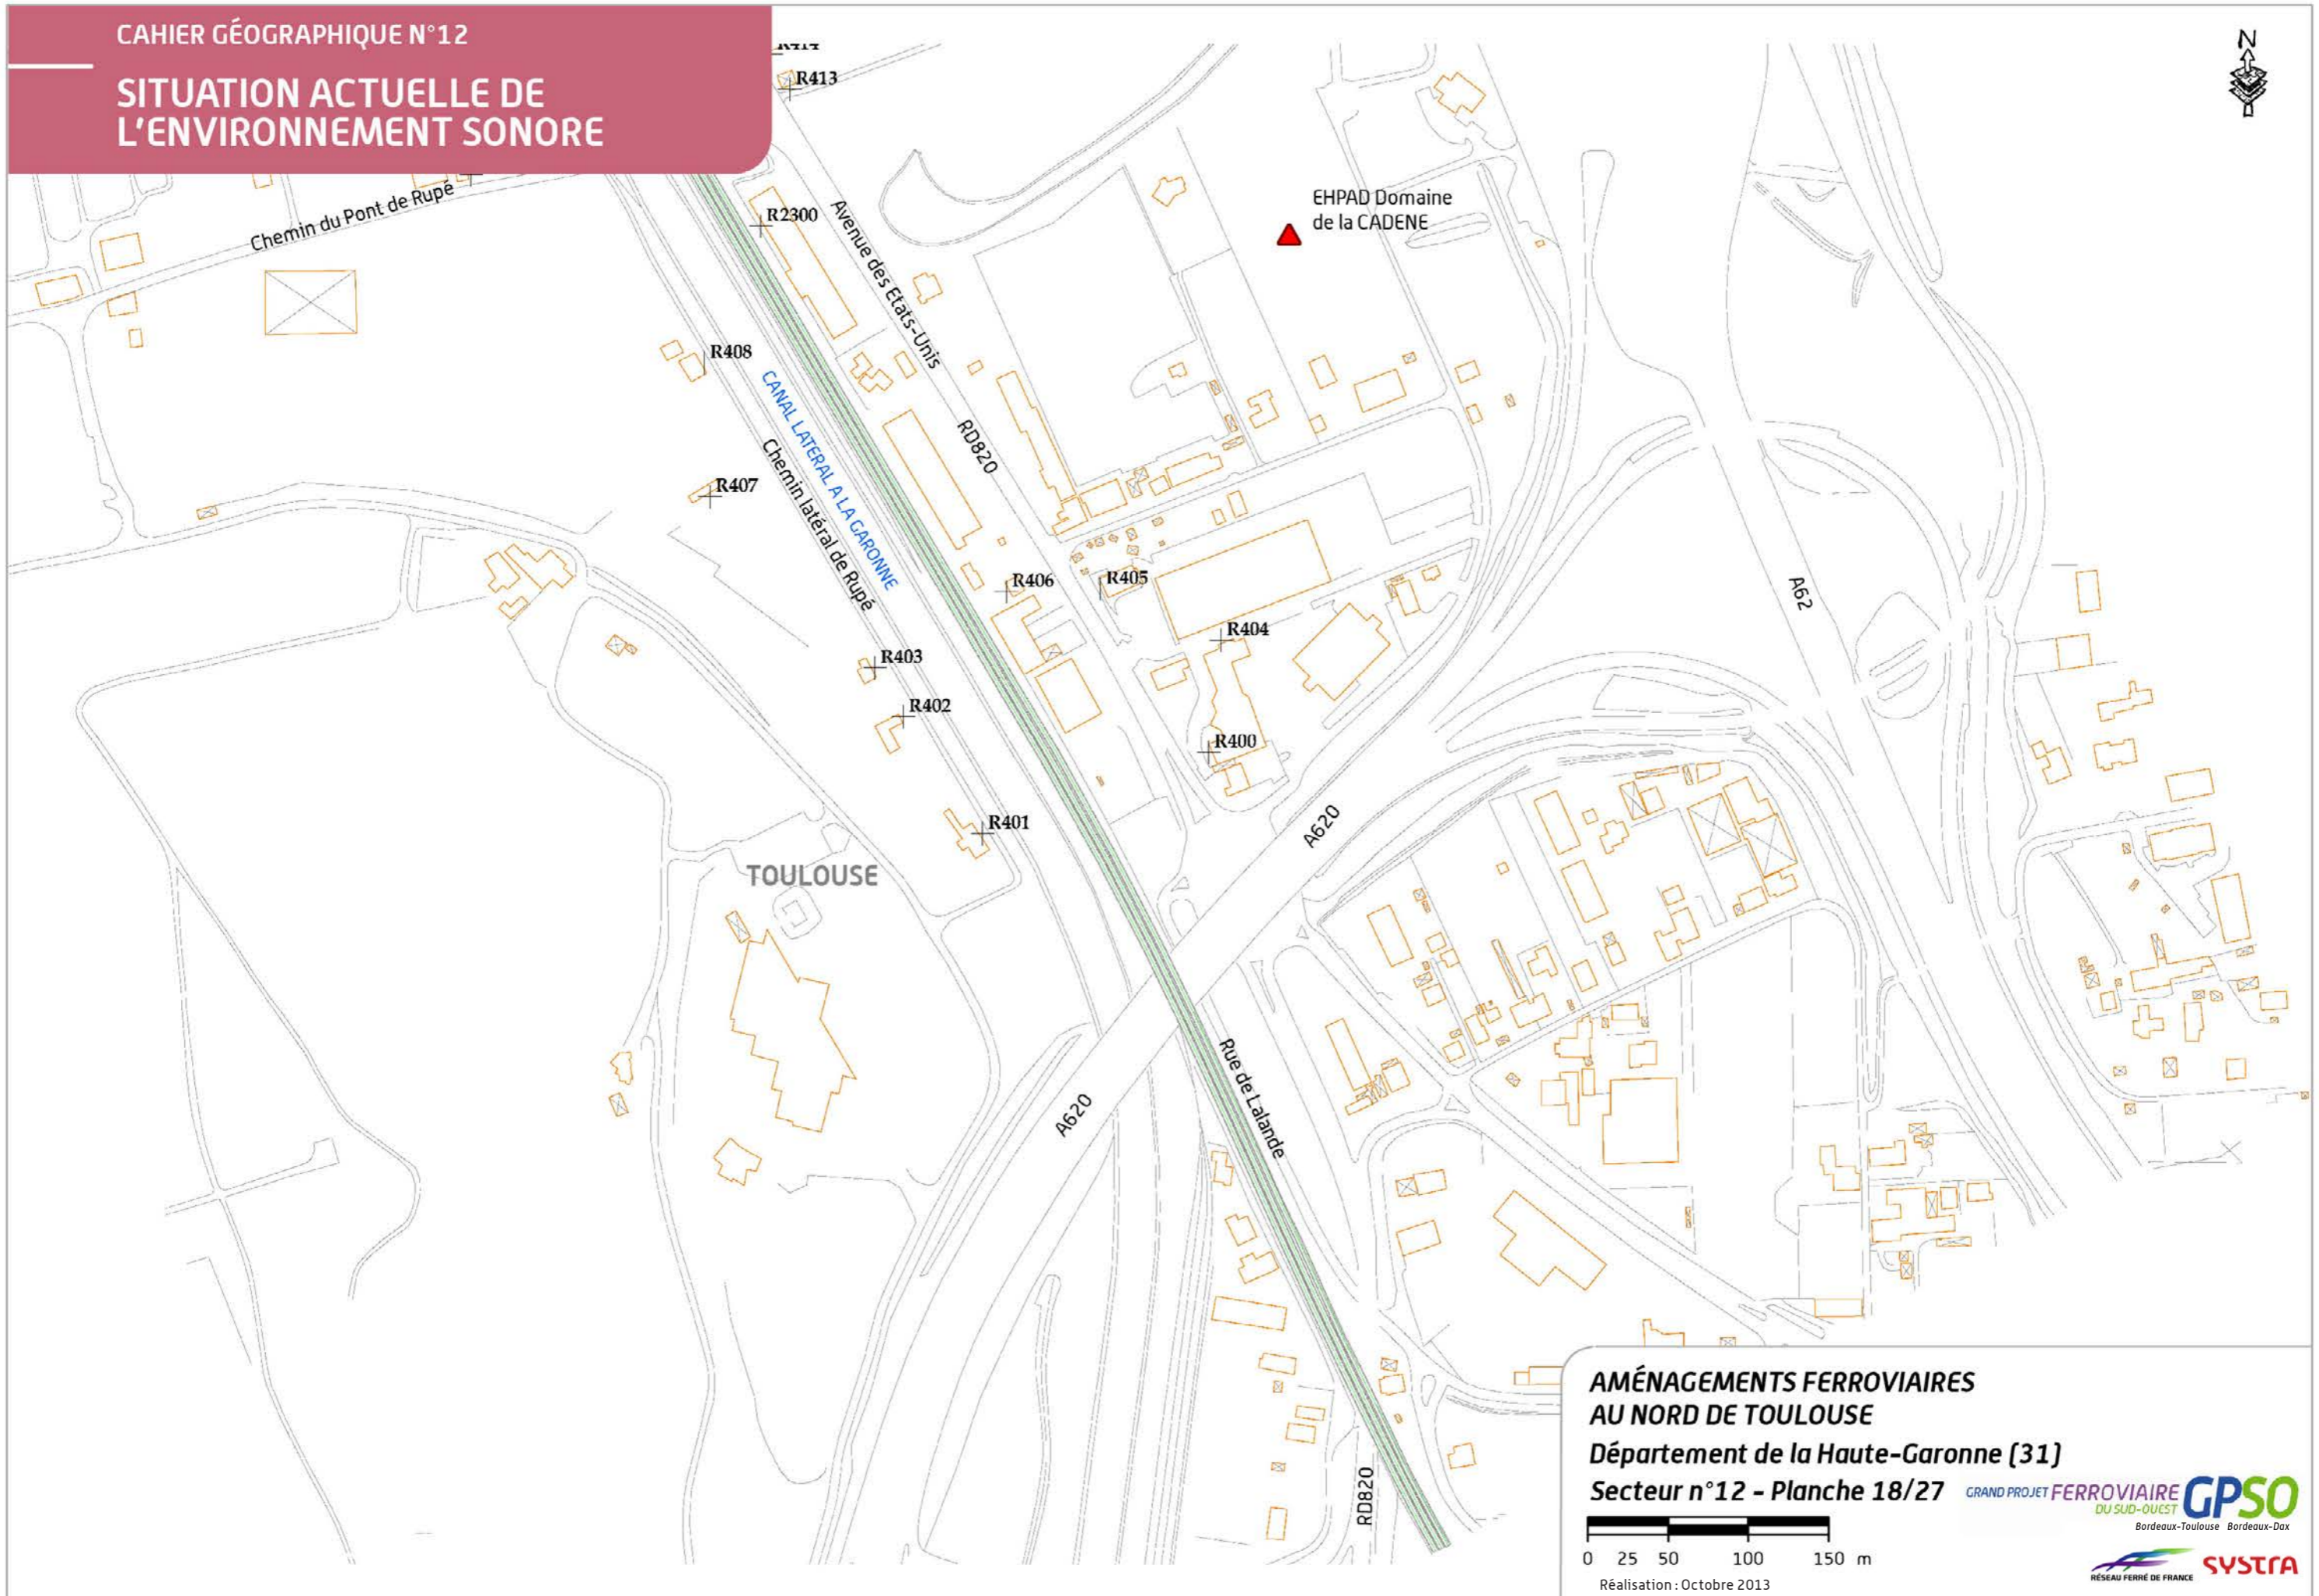 CAHIER GÉOGRAPHIQUE N°12
SITUATION ACTUELLE DE
L'ENVIRONNEMENT SONORE
N
R414
R413
Chemin du Pont de Rupé
R2300
Avenue des Etats-Unis
EHPAD Domaine
de la CADENE
R408
CANAL LATERAL A LA GARONNE
RD820
R407
Chemin latéral de Rupé
R406
R405
A62
R404
R403
R402
R400
R401
A620
TOULOUSE
Rue de Lalande
A620
RD820
AMÉNAGEMENTS FERROVIAIRES
AU NORD DE TOULOUSE
Département de la Haute-Garonne (31)
Secteur n°12 - Planche 18/27
GRAND PROJET FERROVIAIRE
DU SUD-OUEST
GPSO
Bordeaux-Toulouse Bordeaux-Dax
0 25 50 100 150 m
Réalisation : Octobre 2013
RÉSEAU FERRÉ DE FRANCE
SYSTRA